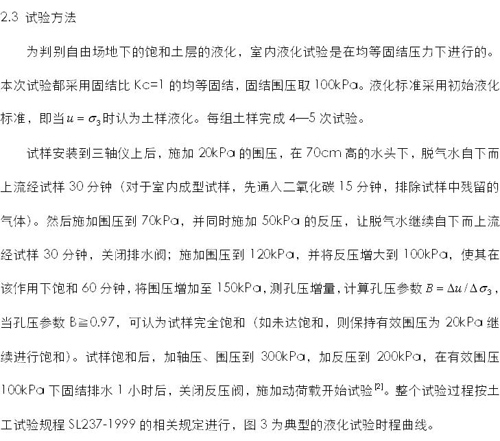 2.3 试验方法
为判别自由场地下的饱和土层的液化，室内液化试验是在均等固结压力下进行的。
本次试验都采用固结比 Kc=1 的均等固结，固结围压取 100kPa。液化标准采用初始液化
标准，即当 u = σ₃ 时认为土样液化。每组土样完成 4—5 次试验。
试样安装到三轴仪上后，施加 20kPa 的围压，在 70cm 高的水头下，脱气水自下而
上流经试样 30 分钟（对于室内成型试样，先通入二氧化碳 15 分钟，排除试样中残留的
气体）。然后施加围压到 70kPa，并同时施加 50kPa 的反压，让脱气水继续自下而上流
经试样 30 分钟，关闭排水阀；施加围压到 120kPa，并将反压增大到 100kPa，使其在
该作用下饱和 60 分钟，将围压增加至 150kPa，测孔压增量，计算孔压参数 B = Δu/Δσ₃，
当孔压参数 B≧0.97，可认为试样完全饱和（如未达饱和，则保持有效围压为 20kPa 继
续进行饱和）。试样饱和后，加轴压、围压到 300kPa，加反压到 200kPa，在有效围压
100kPa 下固结排水 1 小时后，关闭反压阀，施加动荷载开始试验[2]。整个试验过程按土
工试验规程 SL237-1999 的相关规定进行，图 3 为典型的液化试验时程曲线。